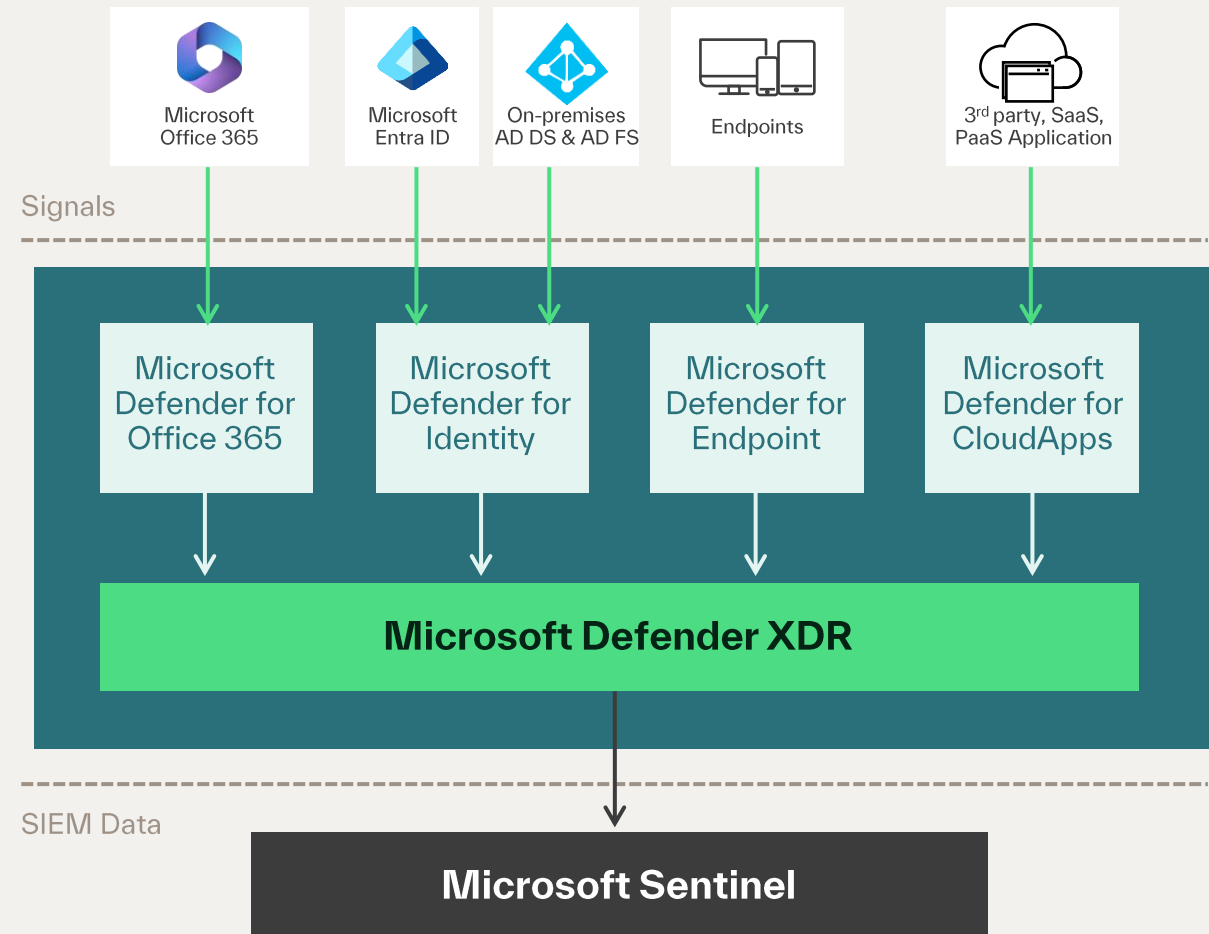 Microsoft
Office 365
Microsoft
Entra ID
On-premises
AD DS & AD FS
Endpoints
3rd party, SaaS,
PaaS Application
Signals
Microsoft
Defender for
Office 365
Microsoft
Defender for
Identity
Microsoft
Defender for
Endpoint
Microsoft
Defender for
CloudApps
Microsoft Defender XDR
SIEM Data
Microsoft Sentinel